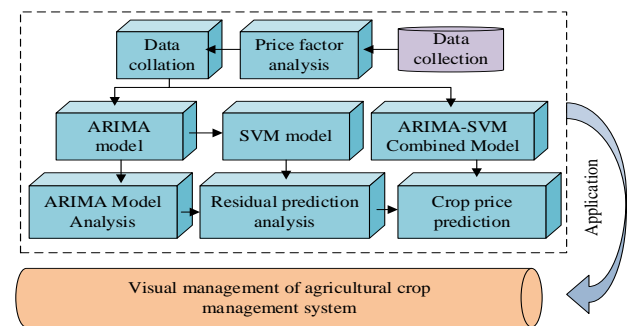 Data
collation
Price factor
analysis
Data
collection
ARIMA
model
SVM model
ARIMA-SVM
Combined Model
ARIMA Model
Analysis
Residual prediction
analysis
Crop price
prediction
Application
Visual management of agricultural crop
management system